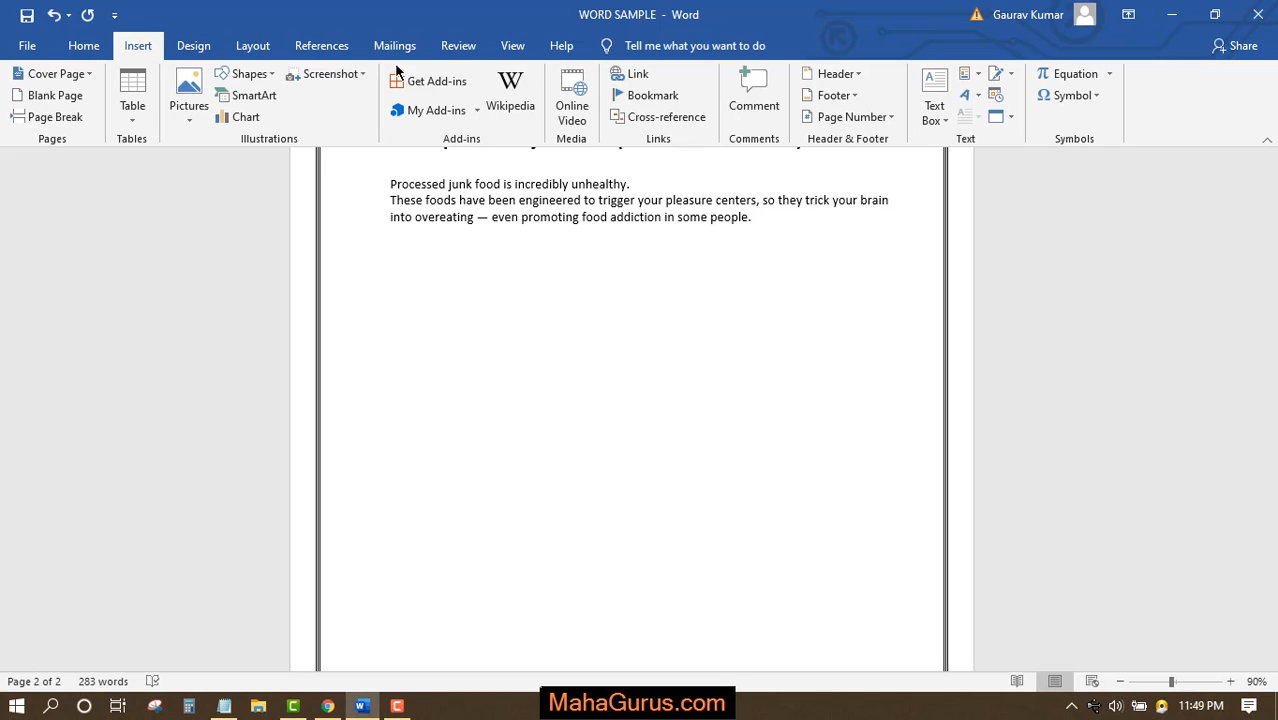 WORD SAMPLE - Word
Gaurav Kumar
File Home Insert Design Layout References Mailings Review View Help Tell me what you want to do Share
Cover Page
Blank Page
Page Break
Pages
Table
Tables
Pictures
Shapes
SmartArt
Chart
Screenshot
Illustrations
Get Add-ins
My Add-ins
W
Wikipedia
Add-ins
Online
Video
Media
Link
Bookmark
Cross-reference
Links
Comment
Comments
Header
Footer
Page Number
Header & Footer
Text
Box
Text
π Equation
Ω Symbol
Symbols
Processed junk food is incredibly unhealthy.
These foods have been engineered to trigger your pleasure centers, so they trick your brain
into overeating — even promoting food addiction in some people.
Page 2 of 2 283 words
90%
MahaGurus.com
11:49 PM